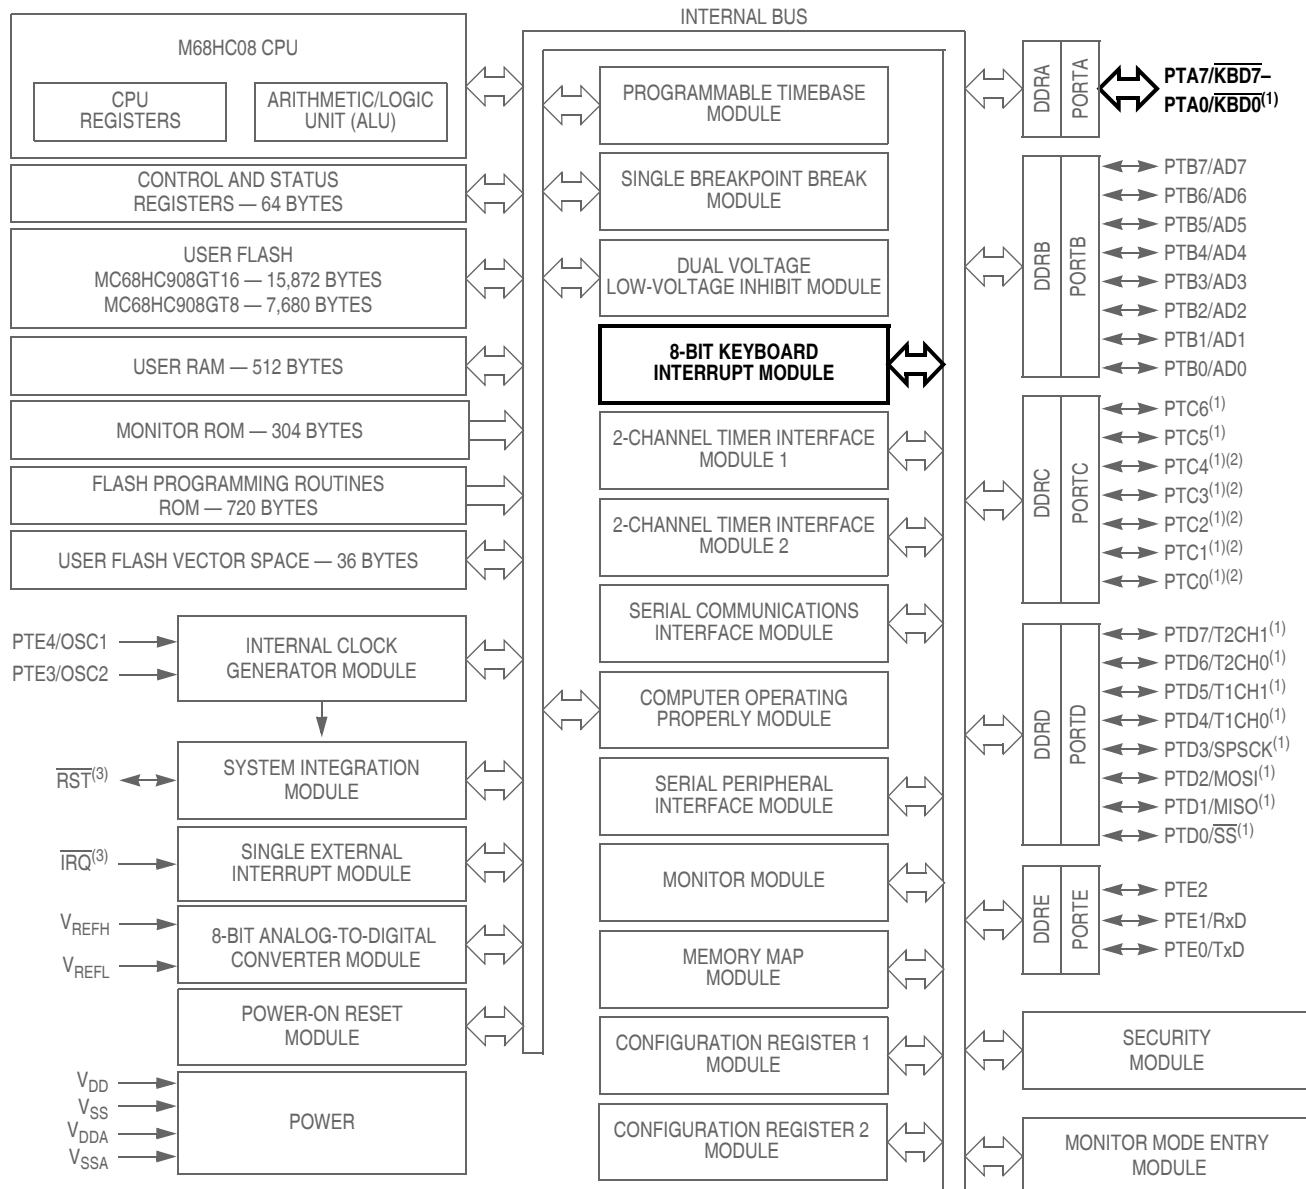 INTERNAL BUS
M68HC08 CPU
CPU
REGISTERS
ARITHMETIC/LOGIC
UNIT (ALU)
CONTROL AND STATUS
REGISTERS — 64 BYTES
USER FLASH
MC68HC908GT16 — 15,872 BYTES
MC68HC908GT8 — 7,680 BYTES
USER RAM — 512 BYTES
MONITOR ROM — 304 BYTES
FLASH PROGRAMMING ROUTINES
ROM — 720 BYTES
USER FLASH VECTOR SPACE — 36 BYTES
PTE4/OSC1
PTE3/OSC2
INTERNAL CLOCK
GENERATOR MODULE
RST(3)
SYSTEM INTEGRATION
MODULE
IRQ(3)
SINGLE EXTERNAL
INTERRUPT MODULE
VREFH
VREFL
8-BIT ANALOG-TO-DIGITAL
CONVERTER MODULE
POWER-ON RESET
MODULE
VDD
VSS
VDDA
VSSA
POWER
PROGRAMMABLE TIMEBASE
MODULE
SINGLE BREAKPOINT BREAK
MODULE
DUAL VOLTAGE
LOW-VOLTAGE INHIBIT MODULE
8-BIT KEYBOARD
INTERRUPT MODULE
2-CHANNEL TIMER INTERFACE
MODULE 1
2-CHANNEL TIMER INTERFACE
MODULE 2
SERIAL COMMUNICATIONS
INTERFACE MODULE
COMPUTER OPERATING
PROPERLY MODULE
SERIAL PERIPHERAL
INTERFACE MODULE
MONITOR MODULE
MEMORY MAP
MODULE
CONFIGURATION REGISTER 1
MODULE
CONFIGURATION REGISTER 2
MODULE
DDRA
PORTA
PTA7/KBD7–
PTA0/KBD0(1)
DDRB
PORTB
PTB7/AD7
PTB6/AD6
PTB5/AD5
PTB4/AD4
PTB3/AD3
PTB2/AD2
PTB1/AD1
PTB0/AD0
DDRC
PORTC
PTC6(1)
PTC5(1)
PTC4(1)(2)
PTC3(1)(2)
PTC2(1)(2)
PTC1(1)(2)
PTC0(1)(2)
DDRD
PORTD
PTD7/T2CH1(1)
PTD6/T2CH0(1)
PTD5/T1CH1(1)
PTD4/T1CH0(1)
PTD3/SPSCK(1)
PTD2/MOSI(1)
PTD1/MISO(1)
PTD0/SS(1)
DDRE
PORTE
PTE2
PTE1/RxD
PTE0/TxD
SECURITY
MODULE
MONITOR MODE ENTRY
MODULE